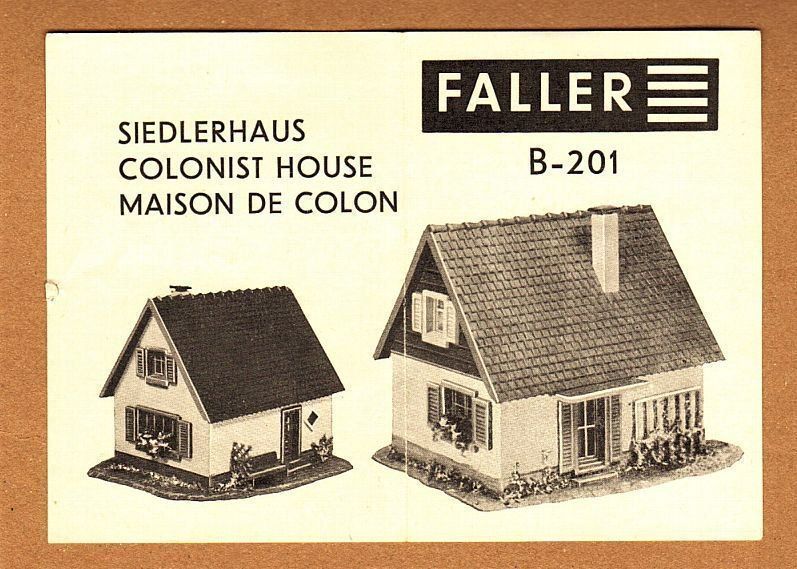 FALLER
B-201
SIEDLERHAUS
COLONIST HOUSE
MAISON DE COLON